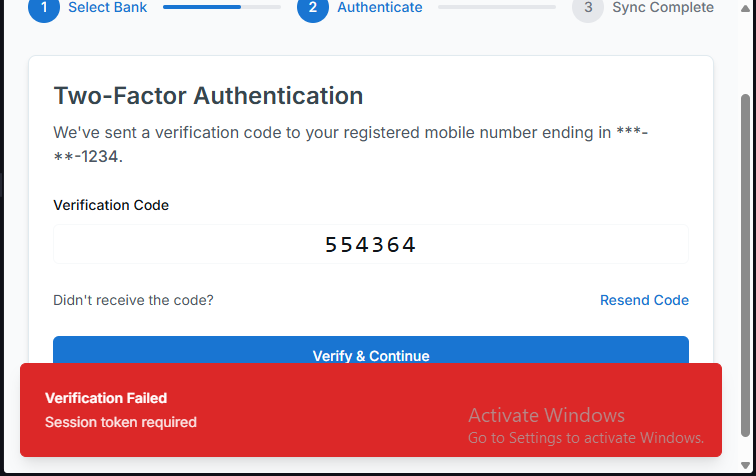 1 Select Bank 2 Authenticate 3 Sync Complete
Two-Factor Authentication
We've sent a verification code to your registered mobile number ending in ***-
**-1234.
Verification Code
554364
Didn't receive the code? Resend Code
Verify & Continue
Verification Failed
Session token required
Activate Windows
Go to Settings to activate Windows.